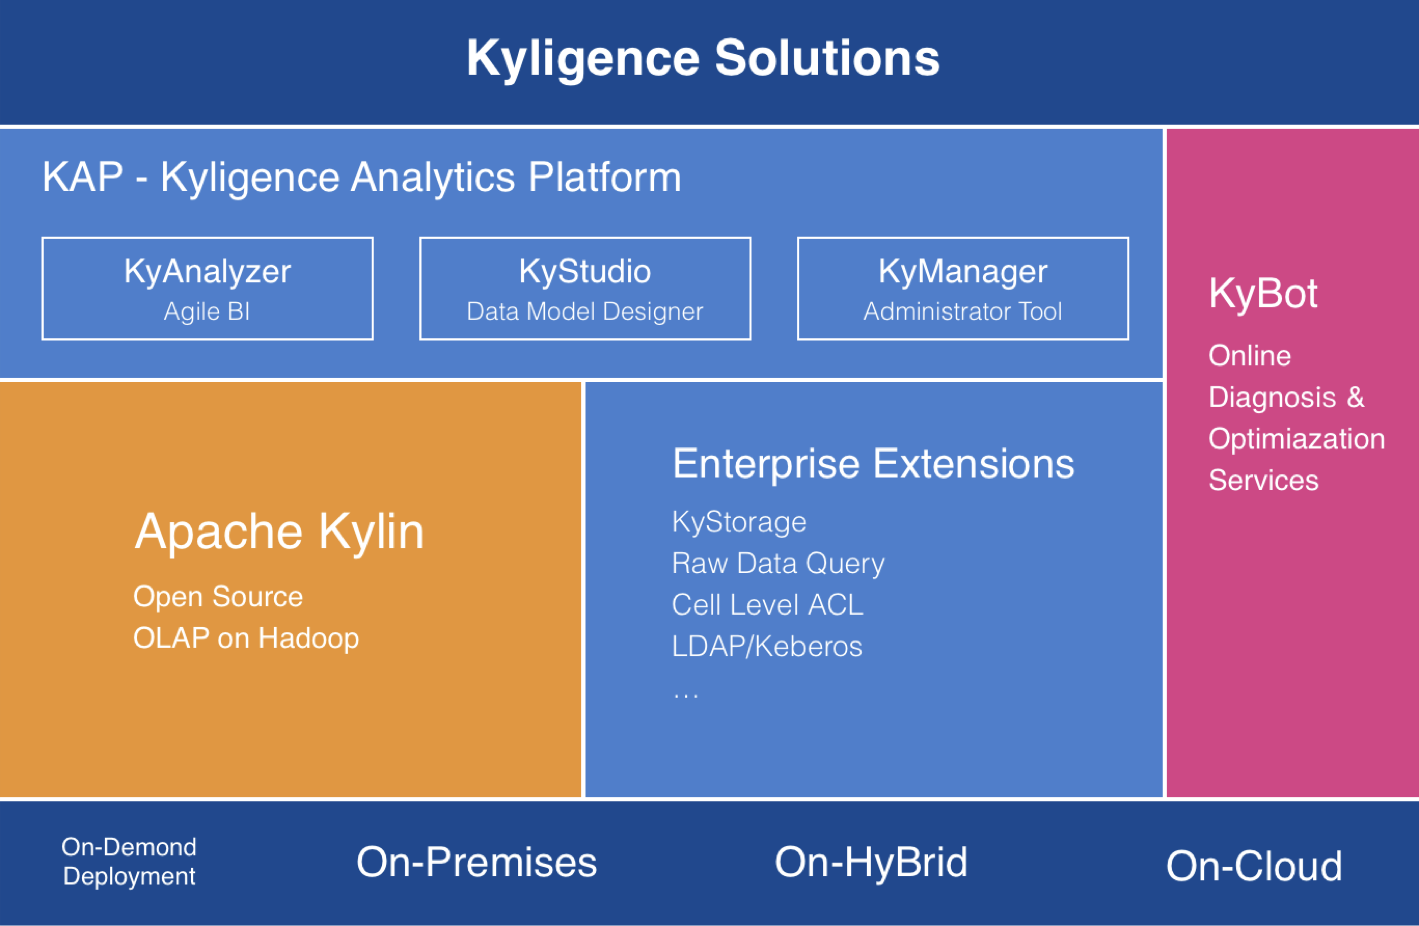 Kyligence Solutions
KAP - Kyligence Analytics Platform
KyAnalyzer
Agile BI
KyStudio
Data Model Designer
KyManager
Administrator Tool
KyBot
Online
Diagnosis &
Optimiazation
Services
Apache Kylin
Open Source
OLAP on Hadoop
Enterprise Extensions
KyStorage
Raw Data Query
Cell Level ACL
LDAP/Keberos
...
On-Demond
Deployment
On-Premises
On-HyBrid
On-Cloud